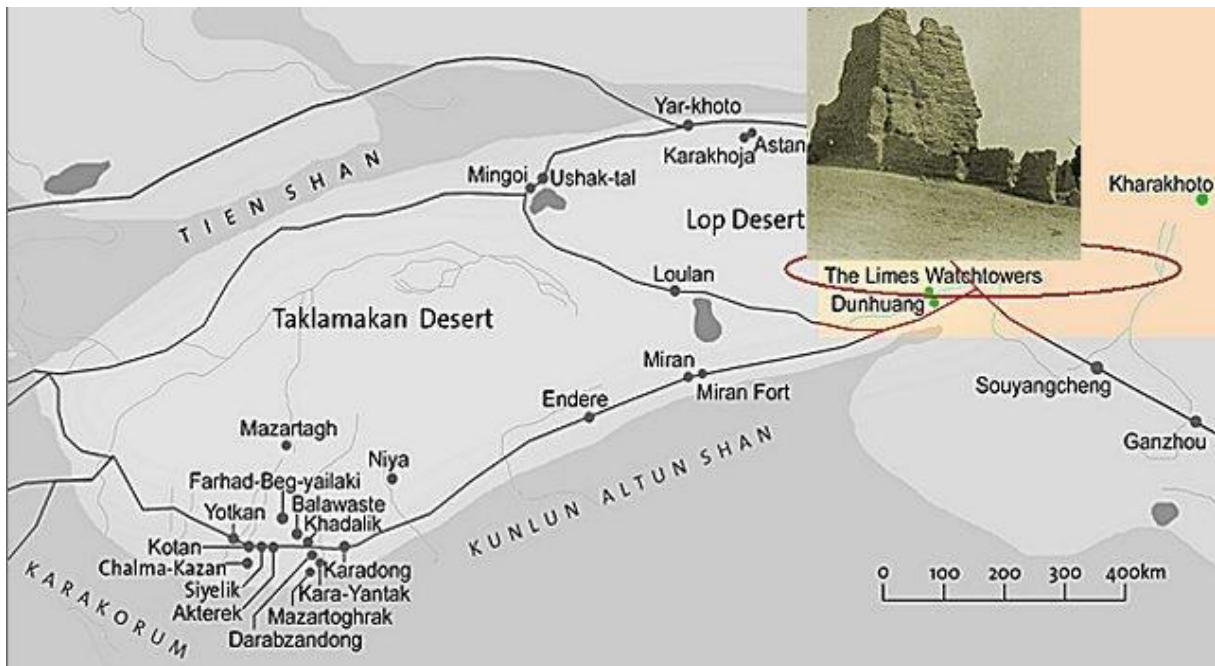 Yar-khoto
Karakhoja
Astan
Mingoi
Ushak-tal
TIEN SHAN
Kharakhoto
Lop Desert
Loulan
The Limes Watchtowers
Dunhuang
Taklamakan Desert
Miran
Miran Fort
Souyangcheng
Endere
Ganzhou
Mazartagh
Niya
Farhad-Beg-yailaki
Balawaste
Yotkan
Khadalik
KUNLUN ALTUN SHAN
Kotan
Chalma-Kazan
Karadong
Siyelik
Kara-Yantak
Akterek
Mazartoghrak
Darabzandong
KARAKORUM
0 100 200 300 400km